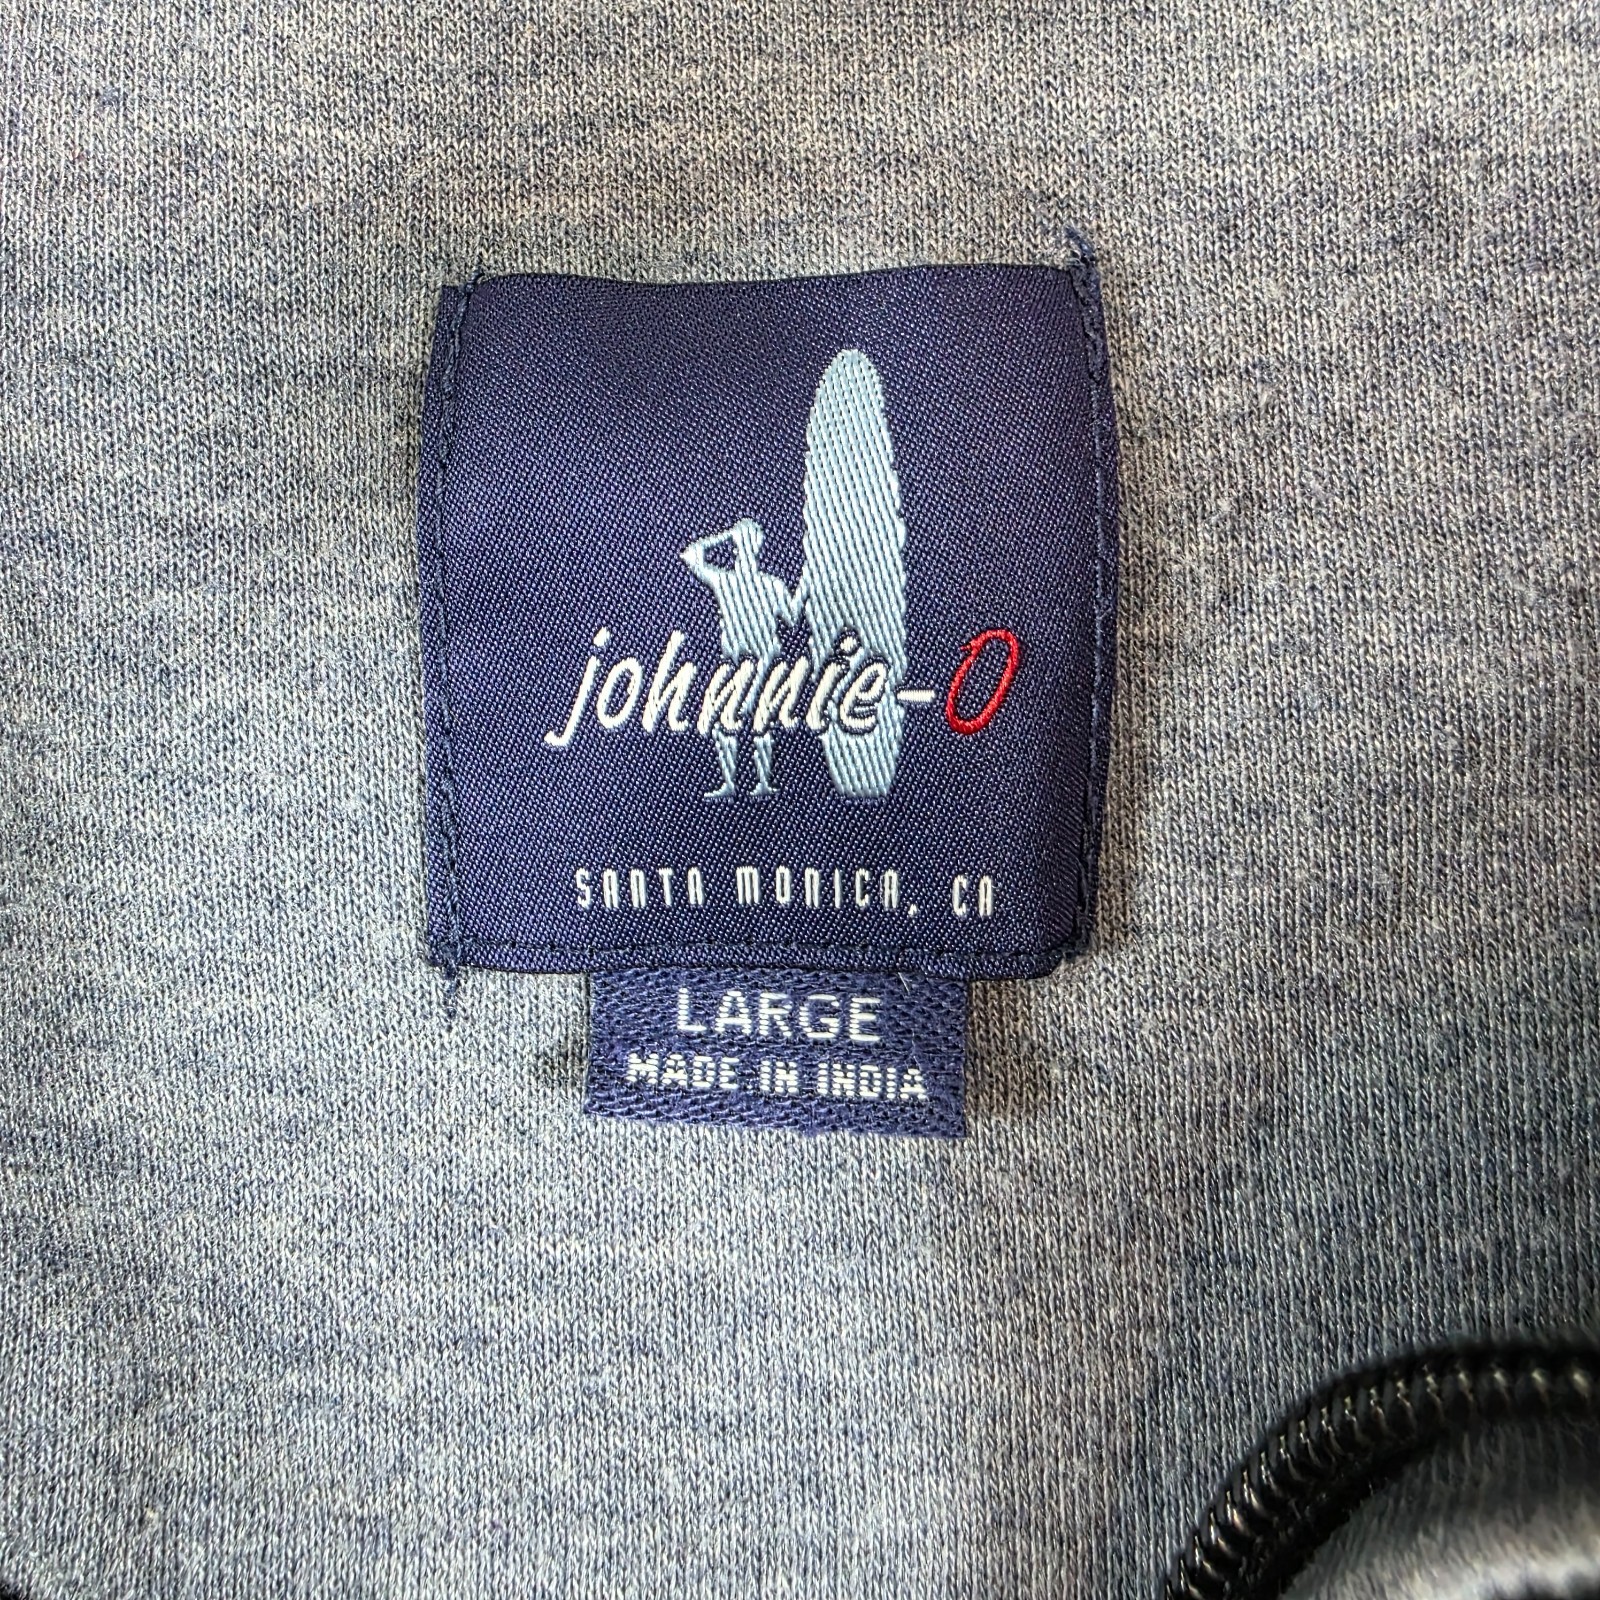 johnnie-O
SANTA MONICA, CA
LARGE
MADE IN INDIA